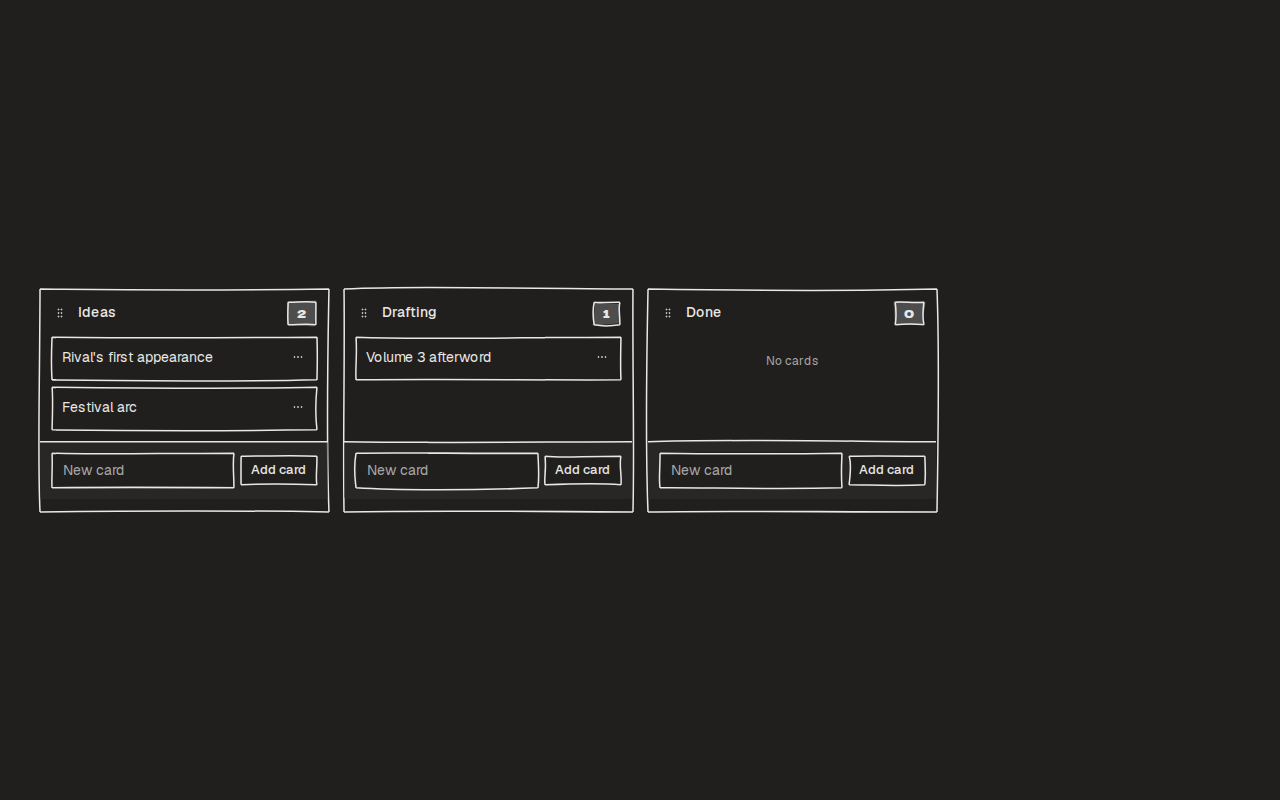 Ideas 2
Rival's first appearance
Festival arc
New card Add card
Drafting 1
Volume 3 afterword
New card Add card
Done 0
No cards
New card Add card